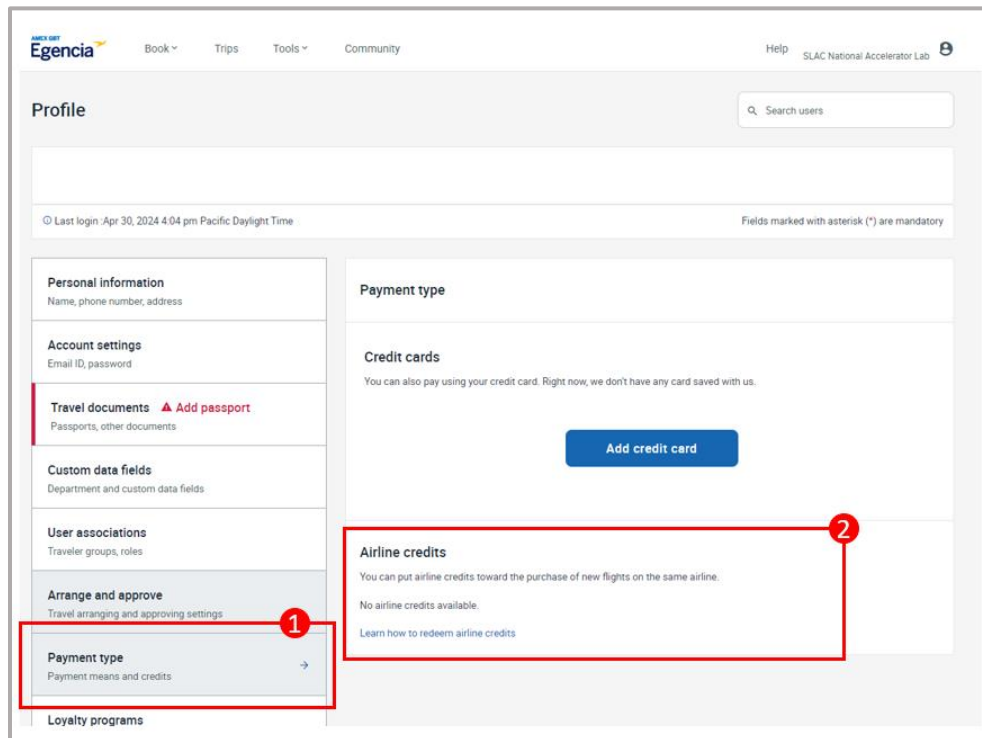 AMEX GBT
Egencia
Book Trips Tools Community
Help SLAC National Accelerator Lab
Profile
Search users
Last login :Apr 30, 2024 4:04 pm Pacific Daylight Time
Fields marked with asterisk (*) are mandatory
Personal information
Name, phone number, address
Account settings
Email ID, password
Travel documents Add passport
Passports, other documents
Custom data fields
Department and custom data fields
User associations
Traveler groups, roles
Arrange and approve
Travel arranging and approving settings
1
Payment type
Payment means and credits
Loyalty programs
Payment type
Credit cards
You can also pay using your credit card. Right now, we don't have any card saved with us.
Add credit card
2
Airline credits
You can put airline credits toward the purchase of new flights on the same airline.
No airline credits available.
Learn how to redeem airline credits